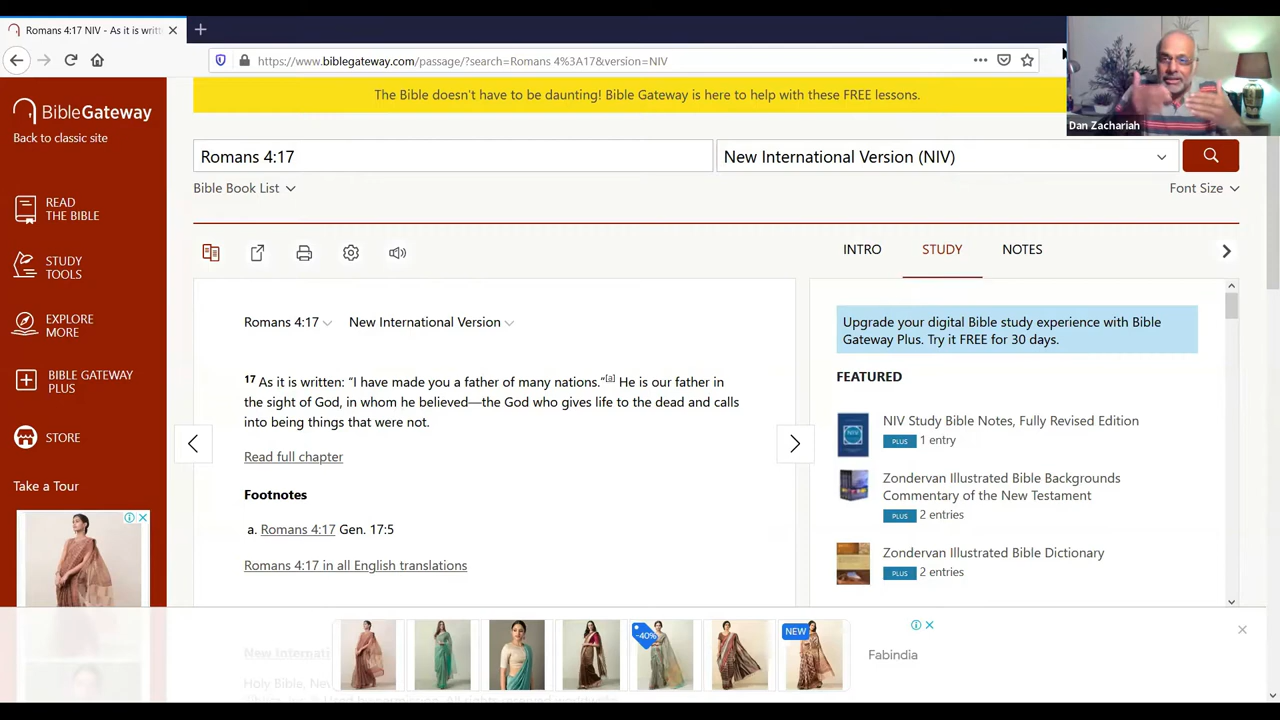 Romans 4:17 NIV - As it is writt
https://www.biblegateway.com/passage/?search=Romans 4%3A17&version=NIV
Dan Zachariah
The Bible doesn't have to be daunting! Bible Gateway is here to help with these FREE lessons.
BibleGateway
Back to classic site
READ
THE BIBLE
STUDY
TOOLS
EXPLORE
MORE
BIBLE GATEWAY
PLUS
STORE
Take a Tour
Romans 4:17
New International Version (NIV)
Bible Book List
Font Size
INTRO
STUDY
NOTES
Romans 4:17
New International Version
17 As it is written: “I have made you a father of many nations.”[a] He is our father in
the sight of God, in whom he believed—the God who gives life to the dead and calls
into being things that were not.
Read full chapter
Footnotes
a. Romans 4:17 Gen. 17:5
Romans 4:17 in all English translations
New Internati
Holy Bible, New
Upgrade your digital Bible study experience with Bible
Gateway Plus. Try it FREE for 30 days.
FEATURED
NIV Study Bible Notes, Fully Revised Edition
PLUS 1 entry
Zondervan Illustrated Bible Backgrounds
Commentary of the New Testament
PLUS 2 entries
Zondervan Illustrated Bible Dictionary
PLUS 2 entries
-40%
NEW
Fabindia